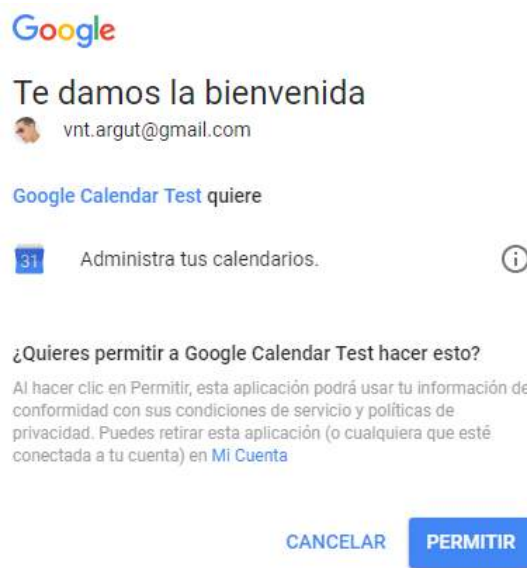 Google
Te damos la bienvenida
vnt.argut@gmail.com
Google Calendar Test quiere
31 Administra tus calendarios.
¿Quieres permitir a Google Calendar Test hacer esto?
Al hacer clic en Permitir, esta aplicación podrá usar tu información de
conformidad con sus condiciones de servicio y políticas de
privacidad. Puedes retirar esta aplicación (o cualquiera que esté
conectada a tu cuenta) en Mi Cuenta
CANCELAR PERMITIR